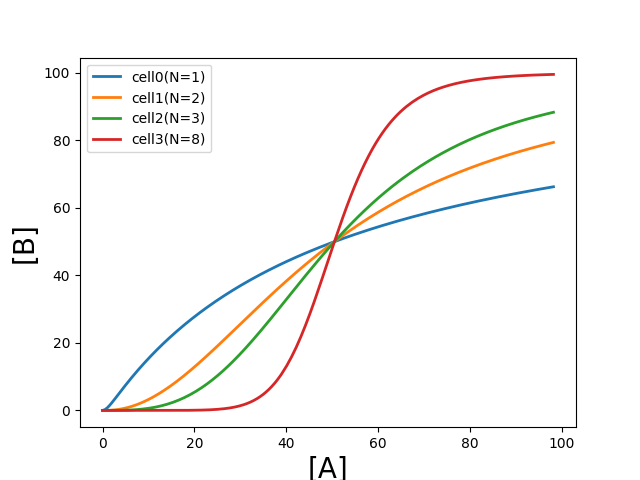 cell0(N=1)
cell1(N=2)
cell2(N=3)
cell3(N=8)
100
80
60
40
20
0
[B]
0 20 40 60 80 100
[A]